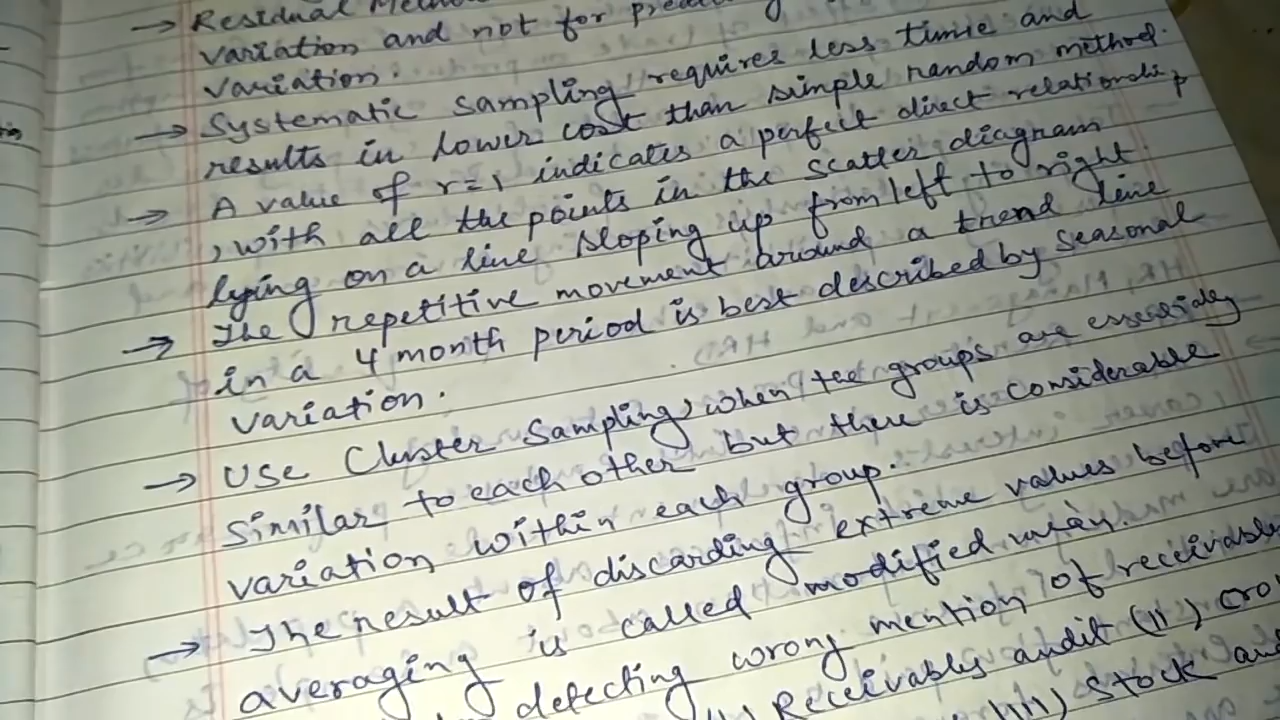 → Residual
variation and not for
variation.
→ Systematic sampling requires less time and
results in lower cost than simple random method.
→ A value of r=1 indicates a perfect direct relationship
, with all the points in the scatter diagram
lying on a line sloping up from left to right.
→ The repetitive movement around a trend line
in a 4 month period is best described by seasonal
variation.
→ Use Cluster Sampling, when the groups are essentially
similar to each other but there is considerable
variation within each group.
→ The result of discarding extreme values before
averaging is called modified mean.
detecting wrong mention of receivables
Receivables audit (ii)
(iii) Stock